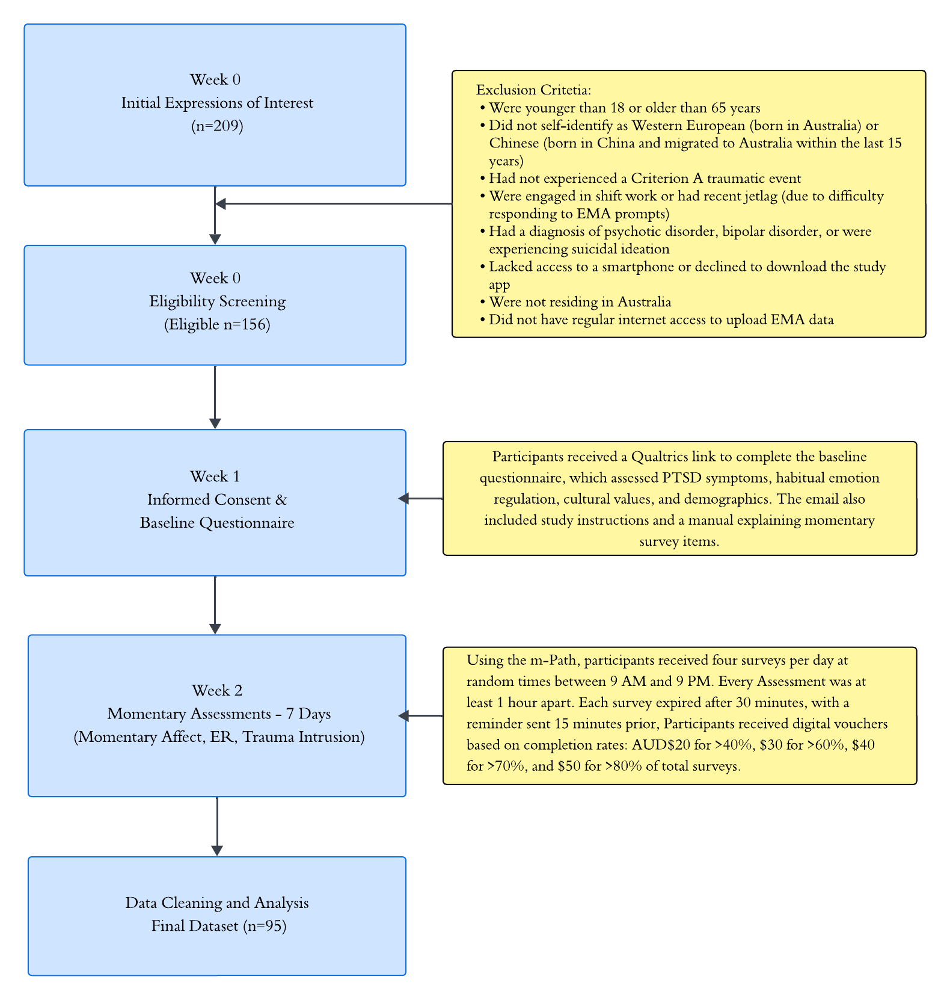 Week 0
Initial Expressions of Interest
(n=209)
Exclusion Critetia:
• Were younger than 18 or older than 65 years
• Did not self-identify as Western European (born in Australia) or
Chinese (born in China and migrated to Australia within the last 15
years)
• Had not experienced a Criterion A traumatic event
• Were engaged in shift work or had recent jetlag (due to difficulty
responding to EMA prompts)
• Had a diagnosis of psychotic disorder, bipolar disorder, or were
experiencing suicidal ideation
• Lacked access to a smartphone or declined to download the study
app
• Were not residing in Australia
• Did not have regular internet access to upload EMA data
Week 0
Eligibility Screening
(Eligible n=156)
Week 1
Informed Consent &
Baseline Questionnaire
Participants received a Qualtrics link to complete the baseline
questionnaire, which assessed PTSD symptoms, habitual emotion
regulation, cultural values, and demographics. The email also
included study instructions and a manual explaining momentary
survey items.
Week 2
Momentary Assessments - 7 Days
(Momentary Affect, ER, Trauma Intrusion)
Using the m-Path, participants received four surveys per day at
random times between 9 AM and 9 PM. Every Assessment was at
least 1 hour apart. Each survey expired after 30 minutes, with a
reminder sent 15 minutes prior, Participants received digital vouchers
based on completion rates: AUD$20 for >40%, $30 for >60%, $40
for >70%, and $50 for >80% of total surveys.
Data Cleaning and Analysis
Final Dataset (n=95)